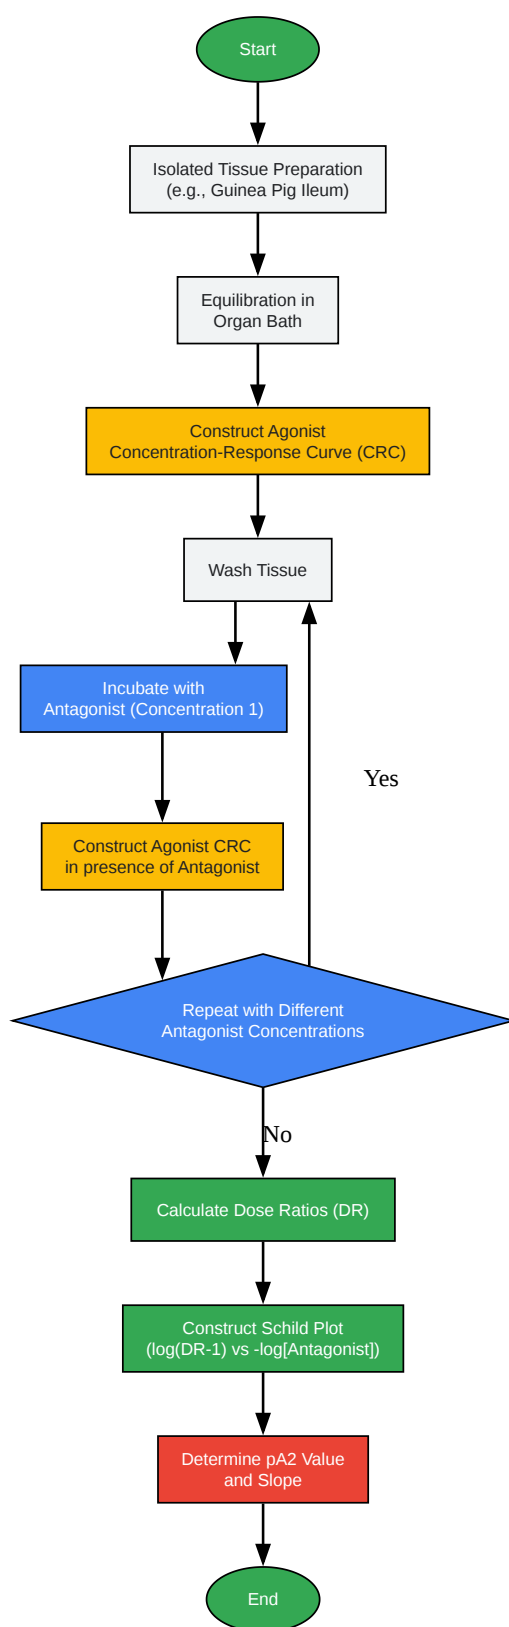 Start
Isolated Tissue Preparation
(e.g., Guinea Pig Ileum)
Equilibration in
Organ Bath
Construct Agonist
Concentration-Response Curve (CRC)
Wash Tissue
Incubate with
Antagonist (Concentration 1)
Yes
Construct Agonist CRC
in presence of Antagonist
Repeat with Different
Antagonist Concentrations
No
Calculate Dose Ratios (DR)
Construct Schild Plot
(log(DR-1) vs -log[Antagonist])
Determine pA2 Value
and Slope
End